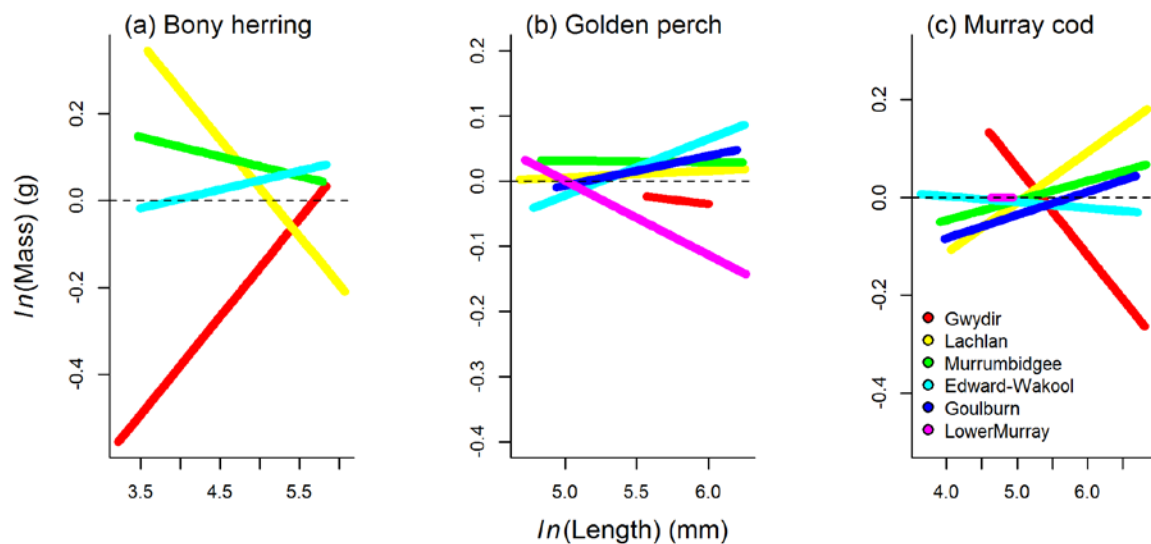 (a) Bony herring
(b) Golden perch
(c) Murray cod
ln(Mass) (g)
0.2
0.0
-0.2
-0.4
3.5
4.5
5.5
0.2
0.1
0.0
-0.1
-0.2
-0.3
-0.4
5.0
5.5
6.0
0.2
0.0
-0.2
-0.4
Gwydir
Lachlan
Murrumbidgee
Edward-Wakool
Goulburn
LowerMurray
4.0
5.0
6.0
ln(Length) (mm)